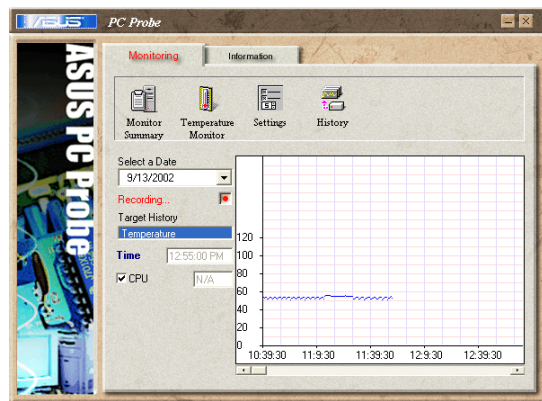 /ISUS PC Probe
ASUS PC Probe
Monitoring Information
Monitor Summary
Temperature Monitor
Settings
History
Select a Date
9/13/2002
Recording...
Target History
Temperature
Time 12:55:00 PM
CPU N/A
120
100
80
60
40
20
0
10:39:30 11:9:30 11:39:30 12:9:30 12:39:30